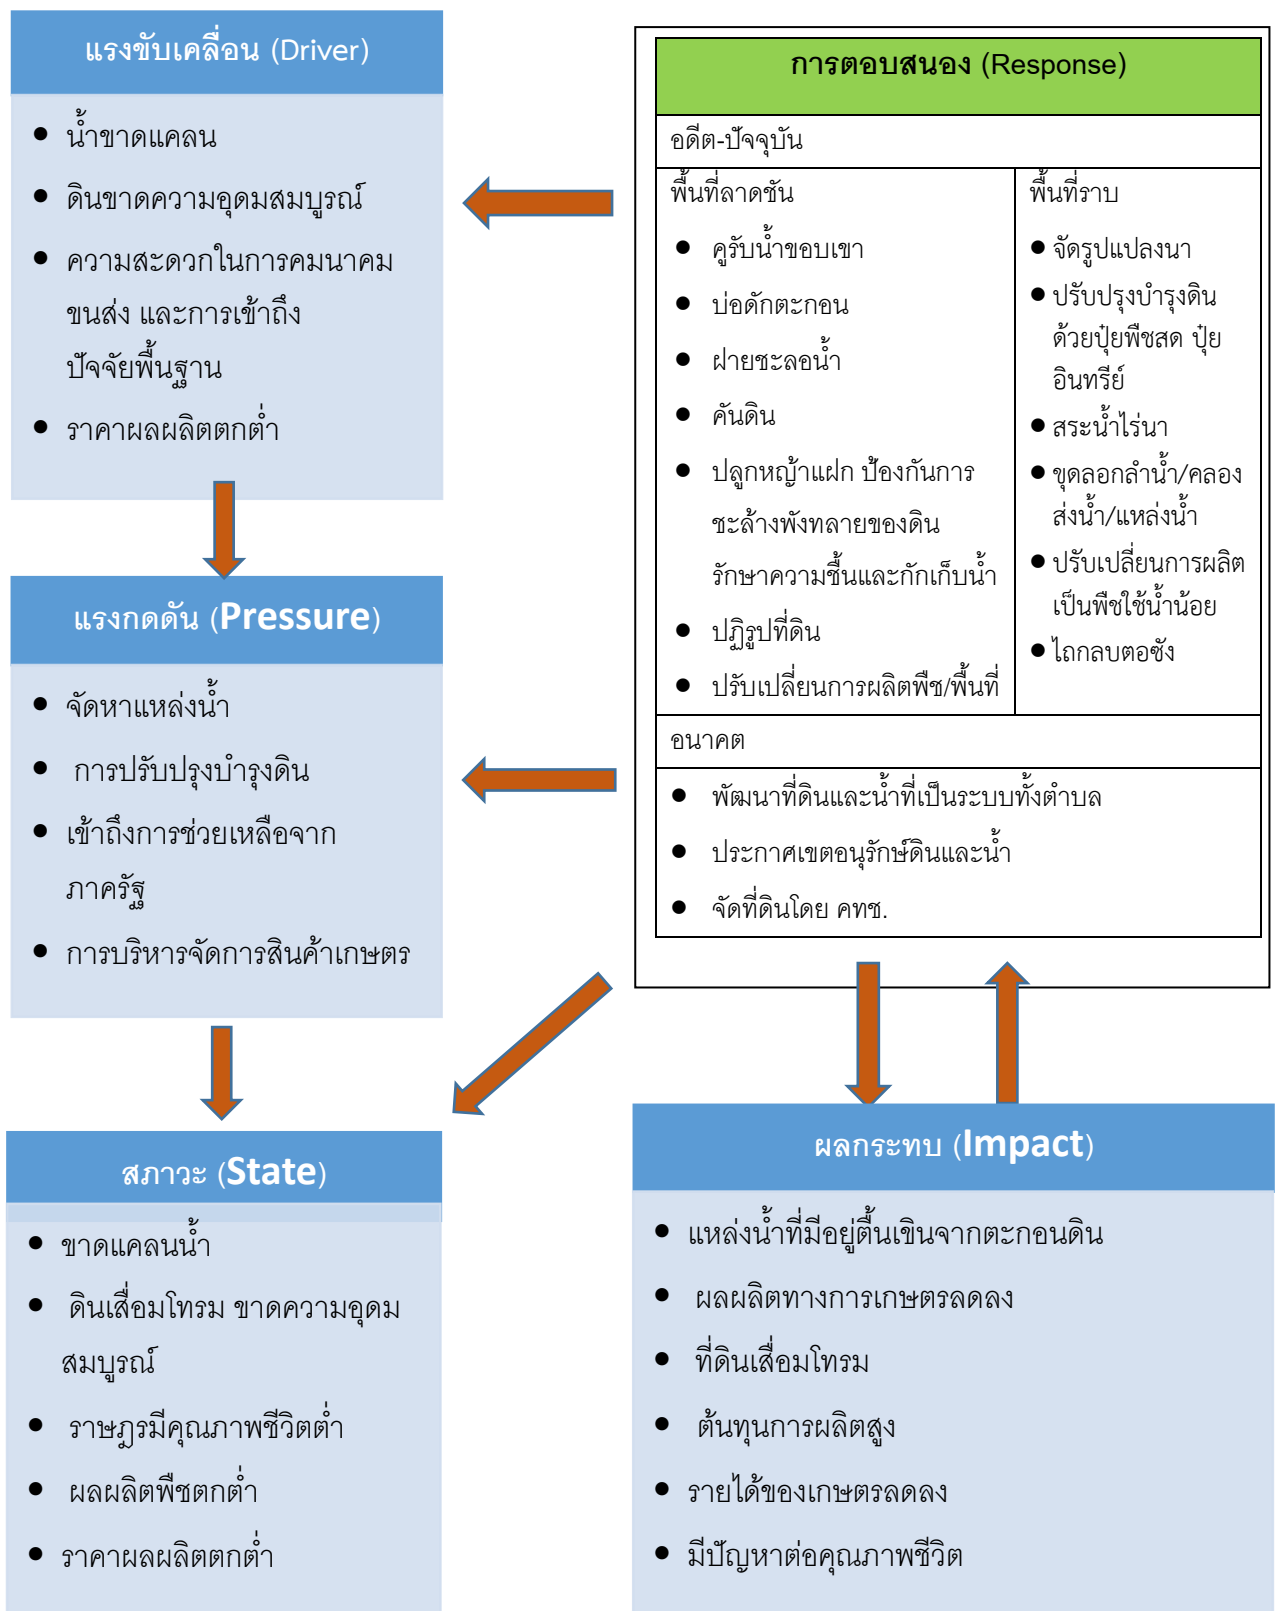 แรงขับเคลื่อน (Driver)
● น้ำขาดแคลน
● ดินขาดความอุดมสมบูรณ์
● ความสะดวกในการคมนาคม
ขนส่ง และการเข้าถึง
ปัจจัยพื้นฐาน
● ราคาผลผลิตตกต่ำ
แรงกดดัน (Pressure)
● จัดหาแหล่งน้ำ
● การปรับปรุงบำรุงดิน
● เข้าถึงการช่วยเหลือจาก
ภาครัฐ
● การบริหารจัดการสินค้าเกษตร
สภาวะ (State)
● ขาดแคลนน้ำ
● ดินเสื่อมโทรม ขาดความอุดม
สมบูรณ์
● ราษฎรมีคุณภาพชีวิตต่ำ
● ผลผลิตพืชตกต่ำ
● ราคาผลผลิตตกต่ำ
การตอบสนอง (Response)
อดีต-ปัจจุบัน
พื้นที่ลาดชัน
● คูรับน้ำขอบเขา
● บ่อดักตะกอน
● ฝายชะลอน้ำ
● คันดิน
● ปลูกหญ้าแฝก ป้องกันการ
ชะล้างพังทลายของดิน
รักษาความชื้นและกักเก็บน้ำ
● ปฏิรูปที่ดิน
● ปรับเปลี่ยนการผลิตพืช/พื้นที่
พื้นที่ราบ
● จัดรูปแปลงนา
● ปรับปรุงบำรุงดิน
ด้วยปุ๋ยพืชสด ปุ๋ย
อินทรีย์
● สระน้ำไร่นา
● ขุดลอกลำน้ำ/คลอง
ส่งน้ำ/แหล่งน้ำ
● ปรับเปลี่ยนการผลิต
เป็นพืชใช้น้ำน้อย
● ไถกลบตอซัง
อนาคต
● พัฒนาที่ดินและน้ำที่เป็นระบบทั้งตำบล
● ประกาศเขตอนุรักษ์ดินและน้ำ
● จัดที่ดินโดย คทช.
ผลกระทบ (Impact)
● แหล่งน้ำที่มีอยู่ตื้นเขินจากตะกอนดิน
● ผลผลิตทางการเกษตรลดลง
● ที่ดินเสื่อมโทรม
● ต้นทุนการผลิตสูง
● รายได้ของเกษตรลดลง
● มีปัญหาต่อคุณภาพชีวิต